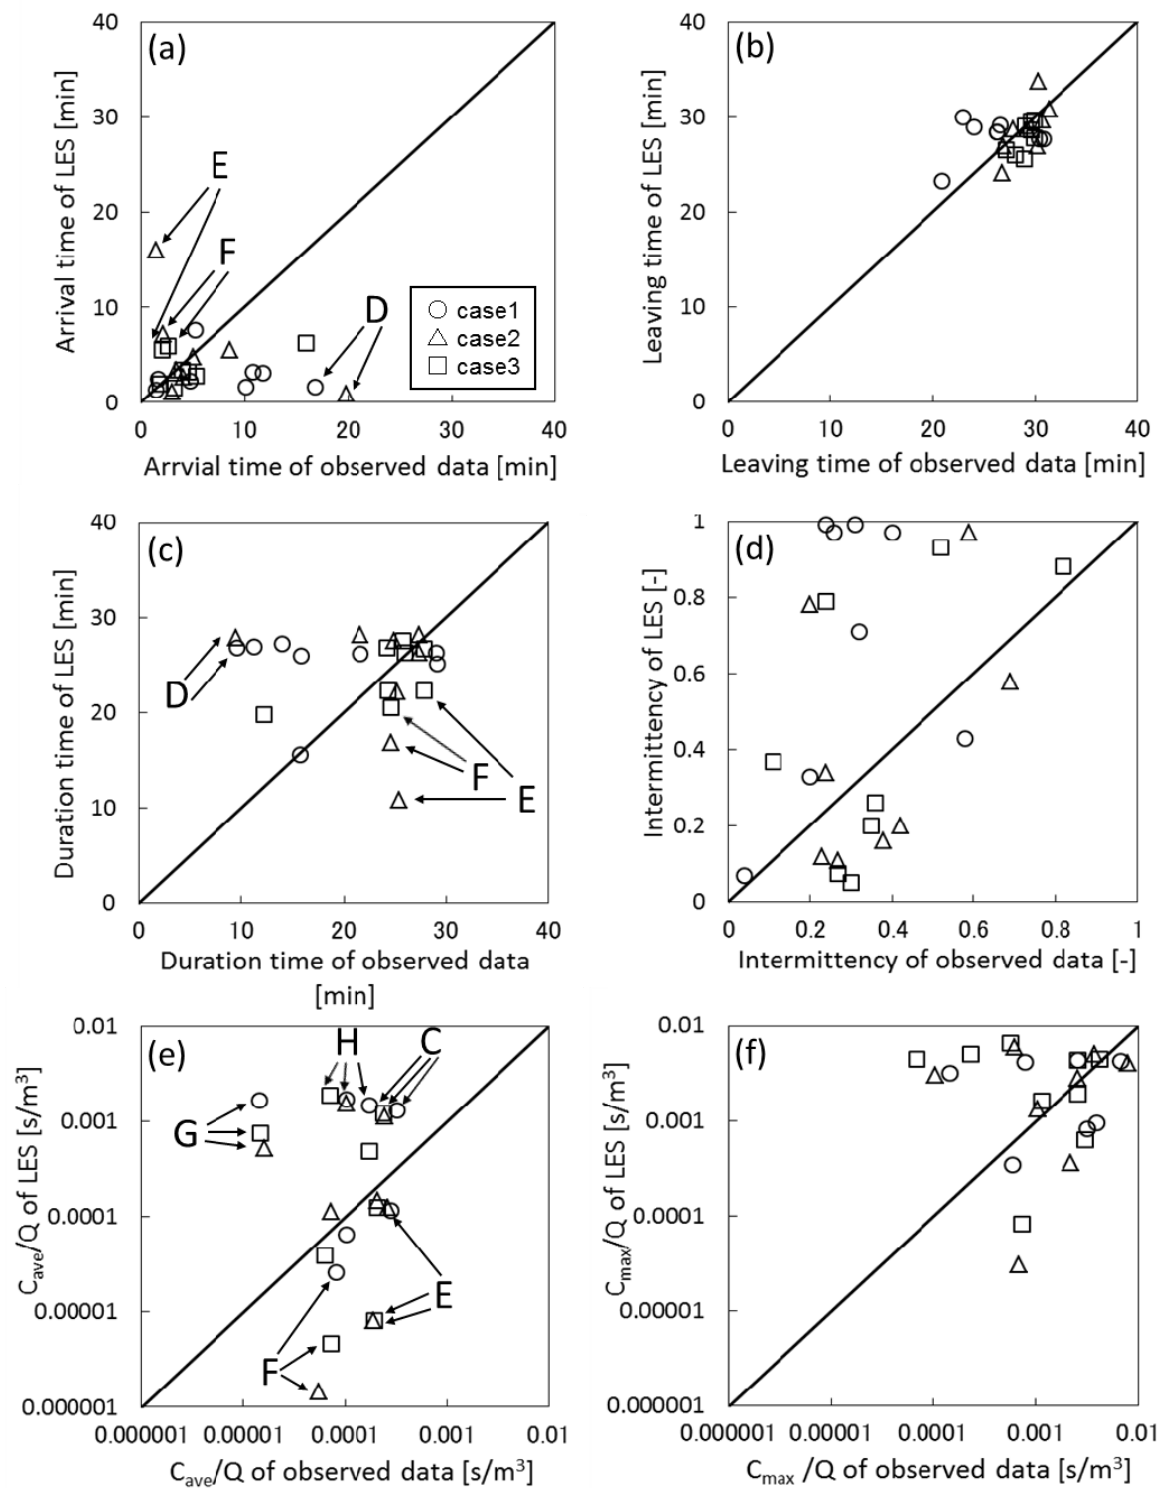 (a)
40
30
20
10
0
Arrival time of LES [min]
E
F
D
case1
case2
case3
0 10 20 30 40
Arrvial time of observed data [min]
(b)
40
30
20
10
0
Leaving time of LES [min]
0 10 20 30 40
Leaving time of observed data [min]
(c)
40
30
20
10
0
Duration time of LES [min]
D
F
E
0 10 20 30 40
Duration time of observed data
[min]
(d)
1
0.8
0.6
0.4
0.2
0
Intermittency of LES [-]
0 0.2 0.4 0.6 0.8 1
Intermittency of observed data [-]
(e)
0.01
0.001
0.0001
0.00001
0.000001
Cave/Q of LES [s/m³]
H C
G
E
F
0.000001 0.00001 0.0001 0.001 0.01
Cave/Q of observed data [s/m³]
(f)
0.01
0.001
0.0001
0.00001
0.000001
Cmax/Q of LES [s/m³]
0.000001 0.00001 0.0001 0.001 0.01
Cmax /Q of observed data [s/m³]